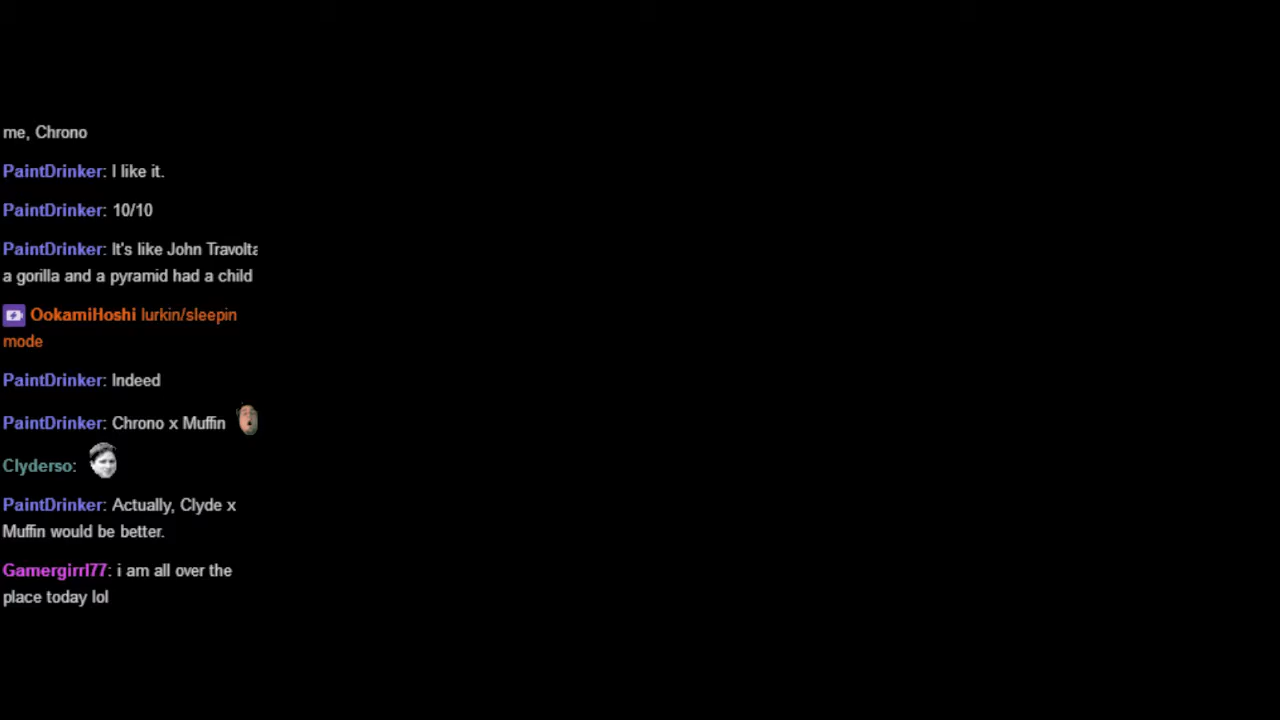 me, Chrono
PaintDrinker: I like it.
PaintDrinker: 10/10
PaintDrinker: It's like John Travolta
a gorilla and a pyramid had a child
OokamiHoshi lurkin/sleepin
mode
PaintDrinker: Indeed
PaintDrinker: Chrono x Muffin
Clyderso:
PaintDrinker: Actually, Clyde x
Muffin would be better.
Gamergirrl77: i am all over the
place today lol